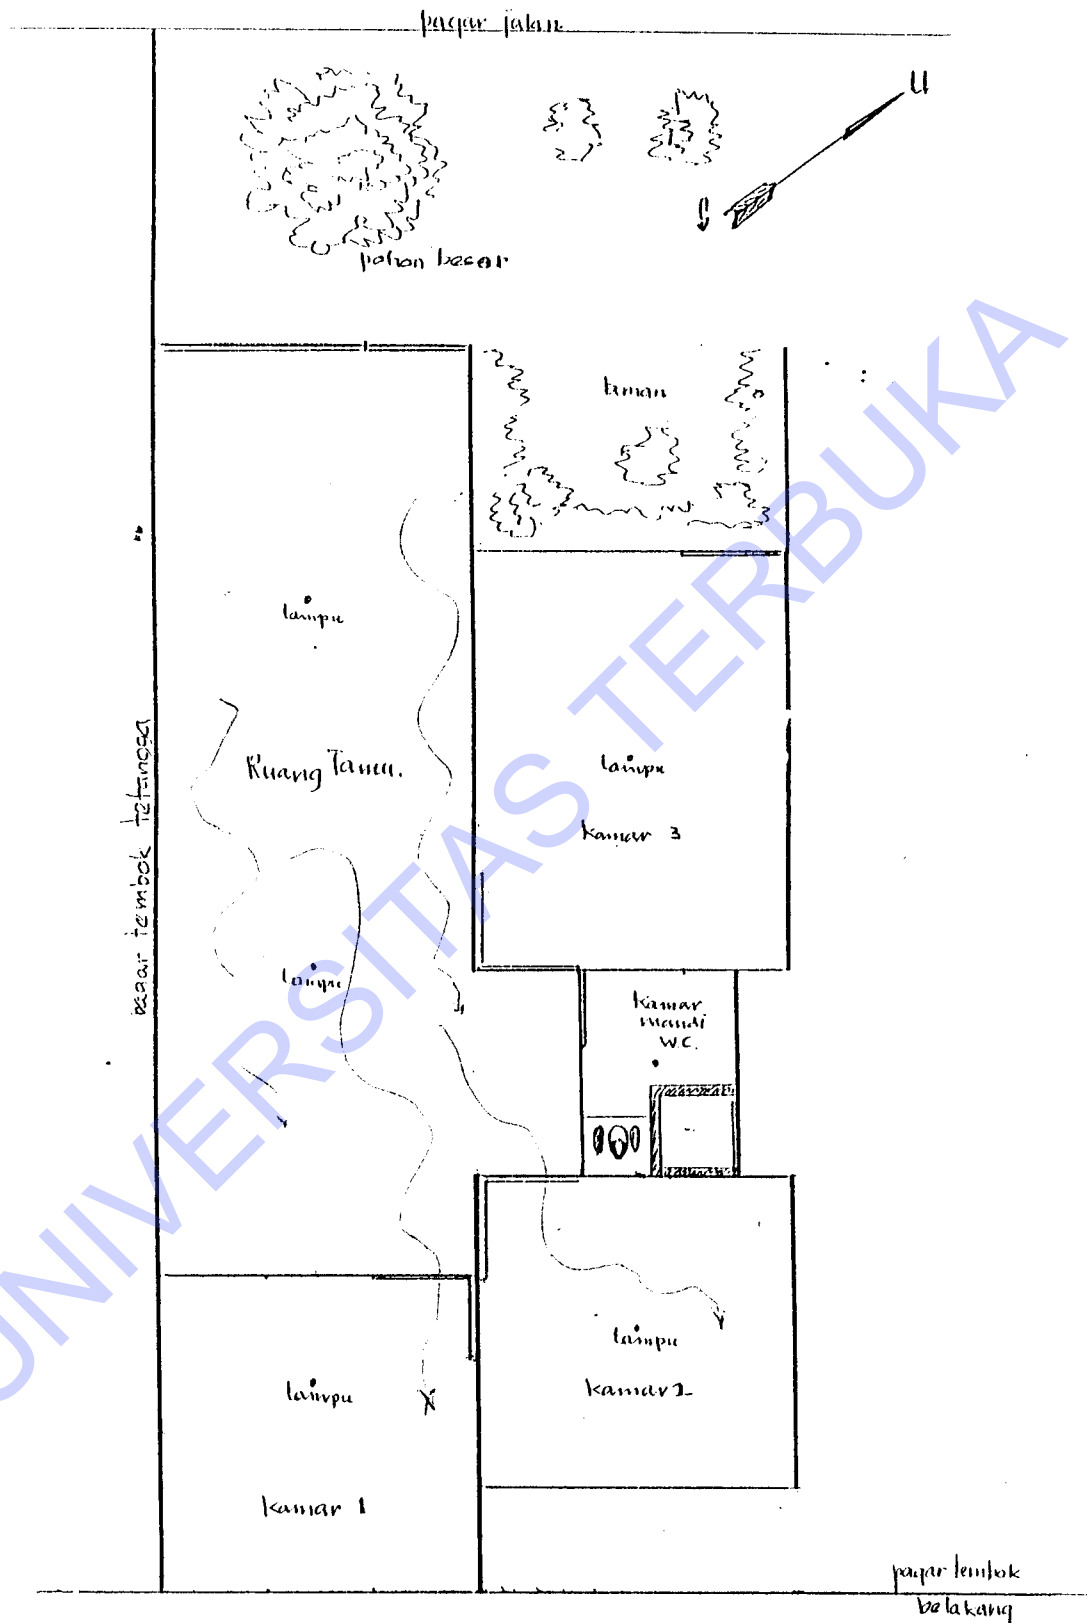 pagar jalan
U
S
pohon besar
taman
lampu
lampu
Ruang Tamu.
kamar 3
pagar tembok tetangga
lampu
kamar
mandi
W.C.
lampu
kamar 2
lampu
kamar 1
pagar tembok
belakang
UNIVERSITAS TERBUKA